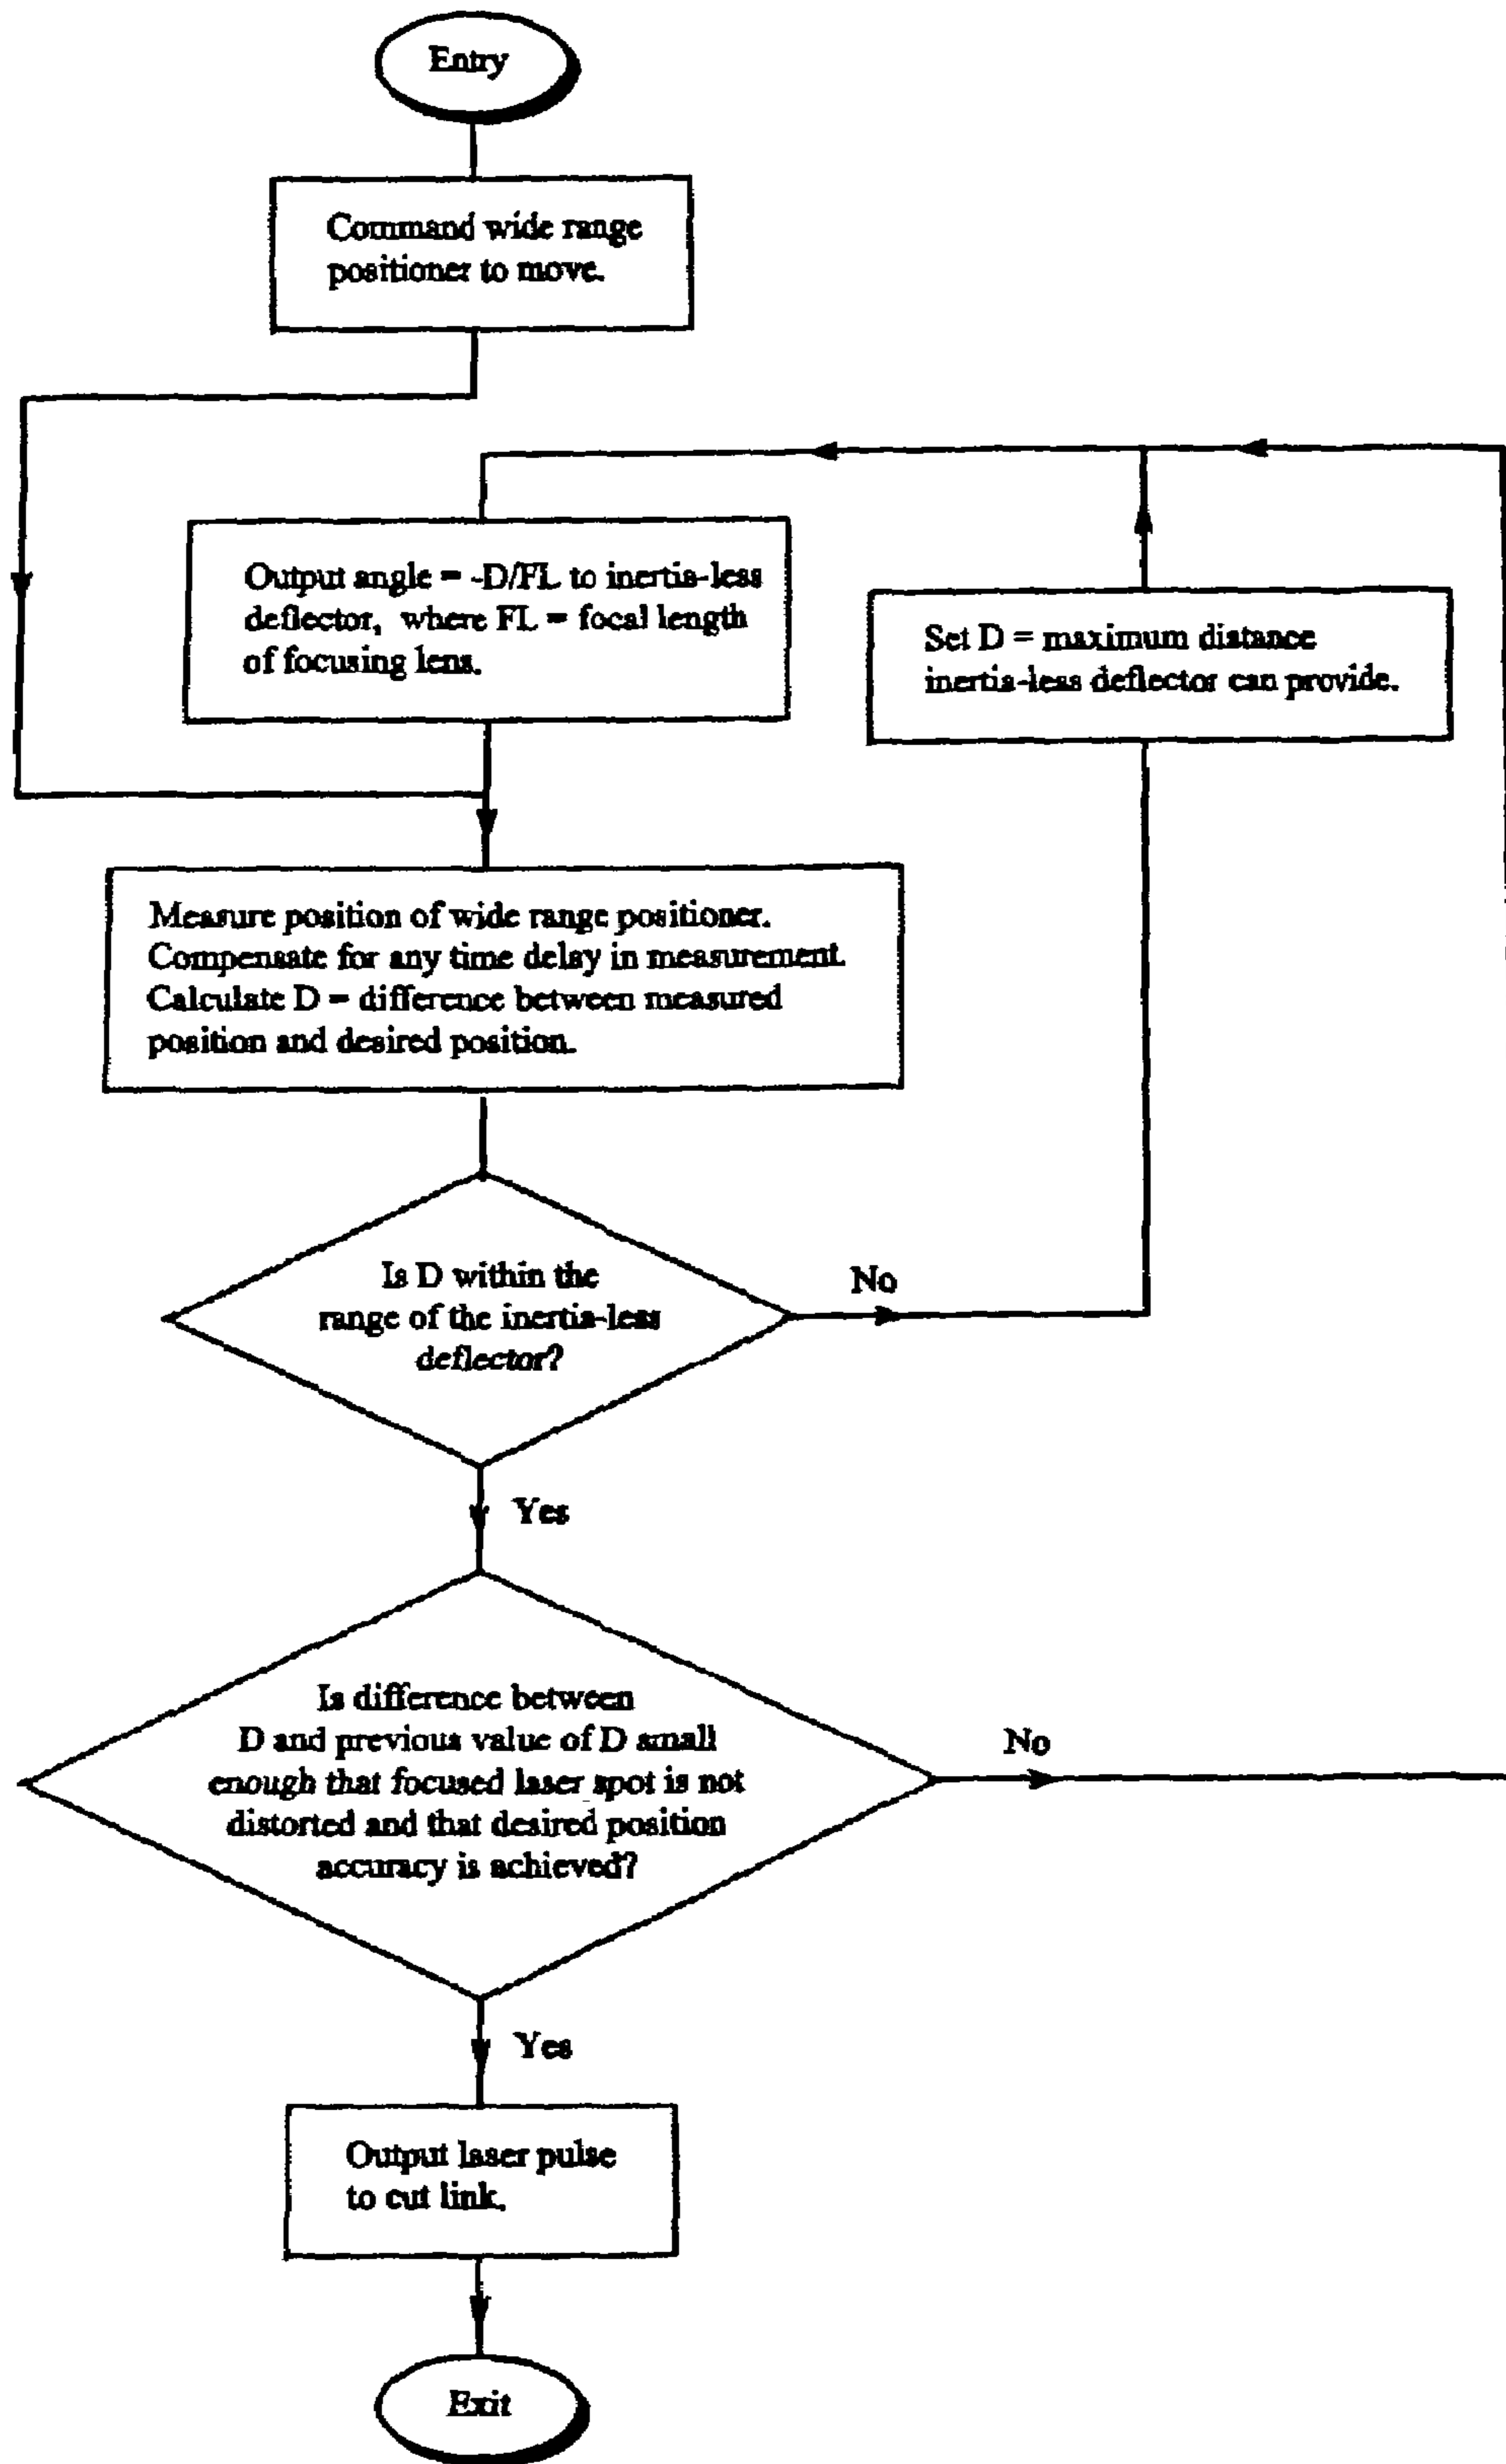 Entry
Command wide range
positioner to move.
Output angle = -D/FL to inertia-less
deflector, where FL = focal length
of focusing lens.
Set D = maximum distance
inertia-less deflector can provide.
Measure position of wide range positioner.
Compensate for any time delay in measurement.
Calculate D = difference between measured
position and desired position.
Is D within the
range of the inertia-less
deflector?
No
Yes
Is difference between
D and previous value of D small
enough that focused laser spot is not
distorted and that desired position
accuracy is achieved?
No
Yes
Output laser pulse
to cut link.
Exit